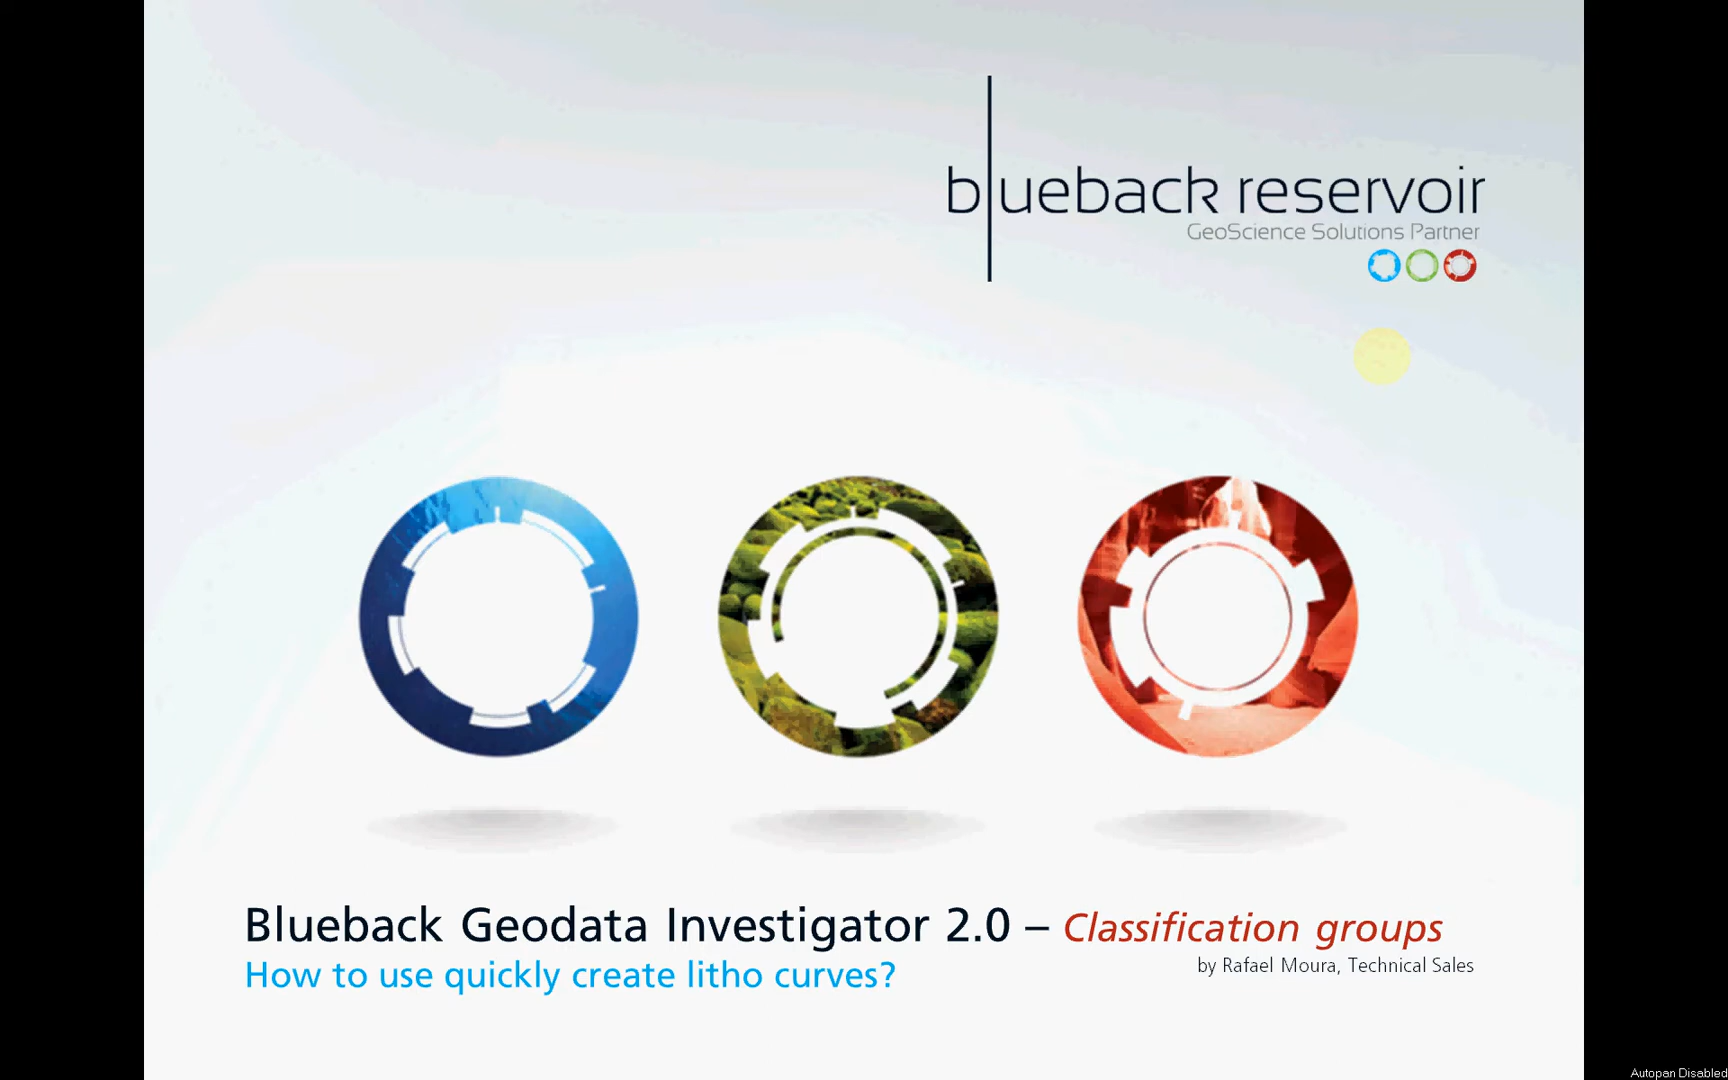 blueback reservoir
GeoScience Solutions Partner
Blueback Geodata Investigator 2.0 – Classification groups
How to use quickly create litho curves?
by Rafael Moura, Technical Sales
Autopan Disabled